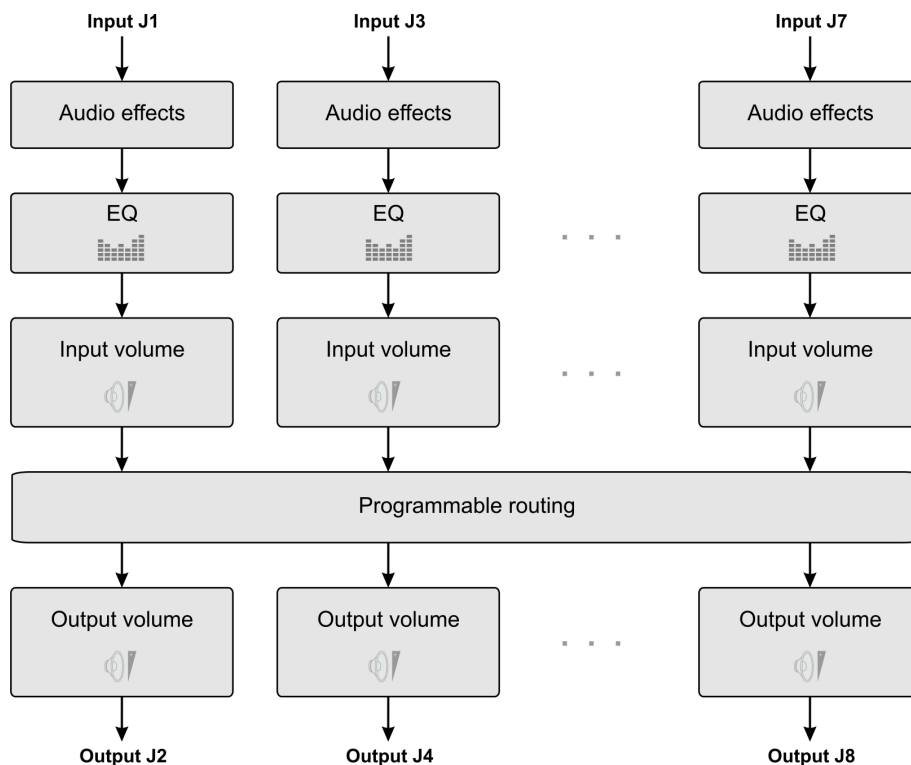 Input J1
Input J3
Input J7
Audio effects
Audio effects
Audio effects
EQ
EQ
. . .
EQ
Input volume
Input volume
. . .
Input volume
Programmable routing
Output volume
Output volume
. . .
Output volume
Output J2
Output J4
Output J8